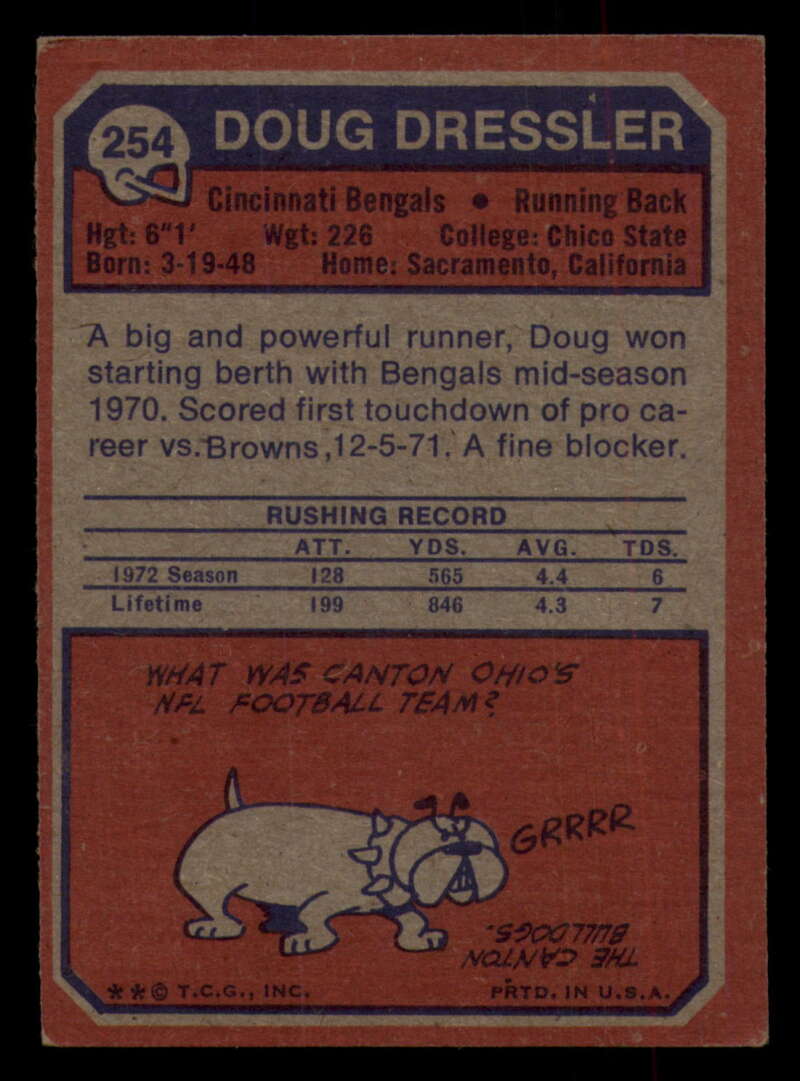 254 DOUG DRESSLER
Cincinnati Bengals • Running Back
Hgt: 6"1' Wgt: 226 College: Chico State
Born: 3-19-48 Home: Sacramento, California
A big and powerful runner, Doug won
starting berth with Bengals mid-season
1970. Scored first touchdown of pro ca-
reer vs. Browns,12-5-71. A fine blocker.
RUSHING RECORD
ATT. YDS. AVG. TDS.
1972 Season 128 565 4.4 6
Lifetime 199 846 4.3 7
WHAT WAS CANTON OHIO'S
NFL FOOTBALL TEAM?
GRRRR
THE CANTON
BULLDOGS.
**© T.C.G., INC. PRTD. IN U.S.A.